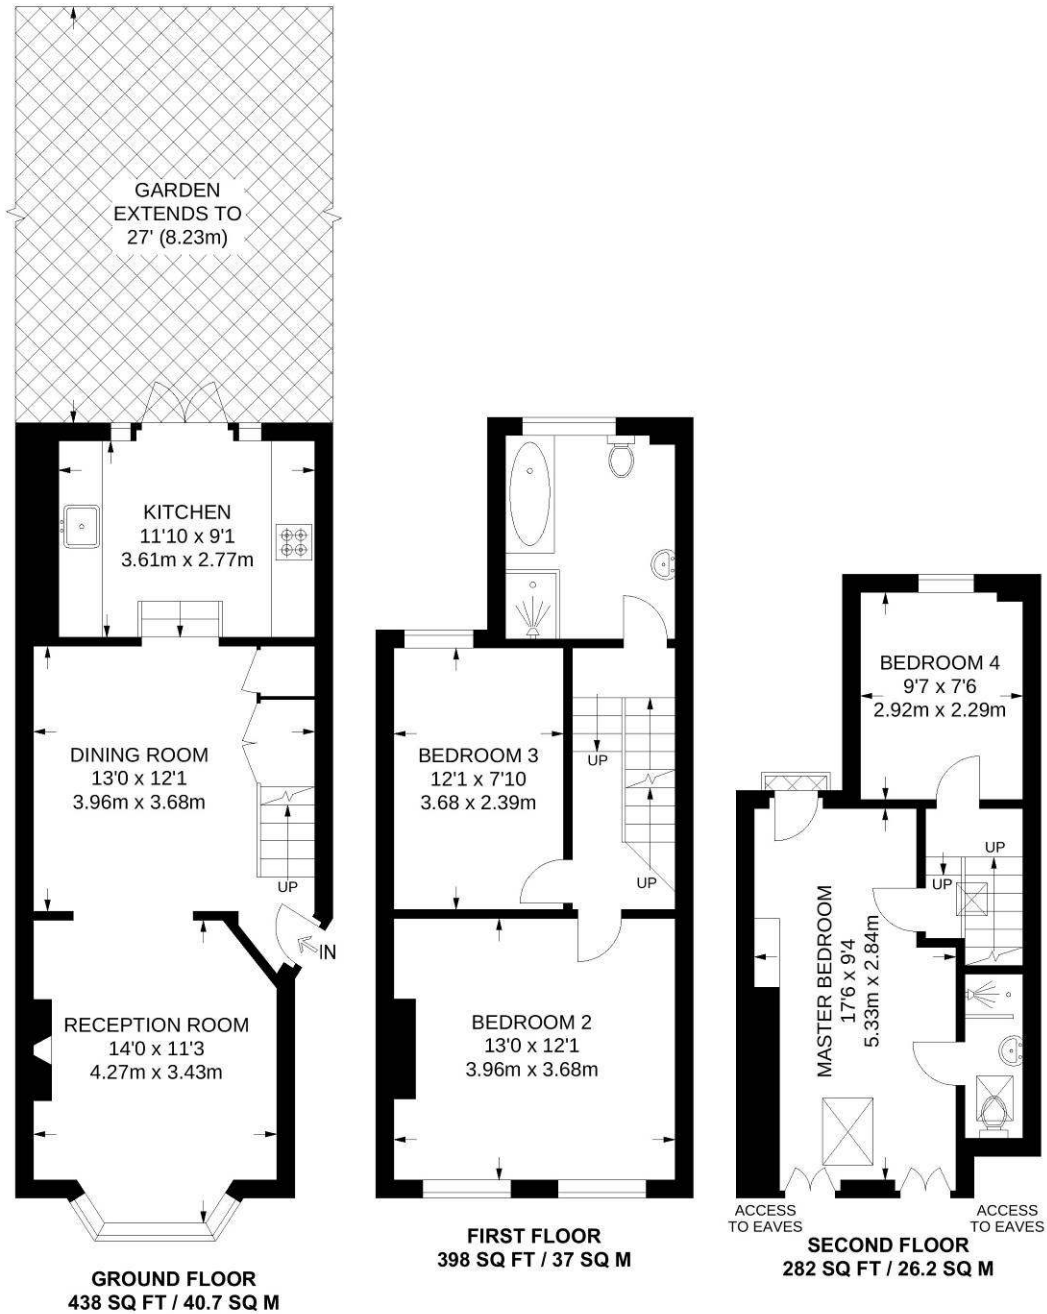 GARDEN
EXTENDS TO
27' (8.23m)
KITCHEN
11'10 x 9'1
3.61m x 2.77m
DINING ROOM
13'0 x 12'1
3.96m x 3.68m
UP
IN
RECEPTION ROOM
14'0 x 11'3
4.27m x 3.43m
GROUND FLOOR
438 SQ FT / 40.7 SQ M
BEDROOM 3
12'1 x 7'10
3.68 x 2.39m
UP
UP
BEDROOM 2
13'0 x 12'1
3.96m x 3.68m
FIRST FLOOR
398 SQ FT / 37 SQ M
BEDROOM 4
9'7 x 7'6
2.92m x 2.29m
UP
UP
MASTER BEDROOM
17'6 x 9'4
5.33m x 2.84m
ACCESS
TO EAVES
ACCESS
TO EAVES
SECOND FLOOR
282 SQ FT / 26.2 SQ M